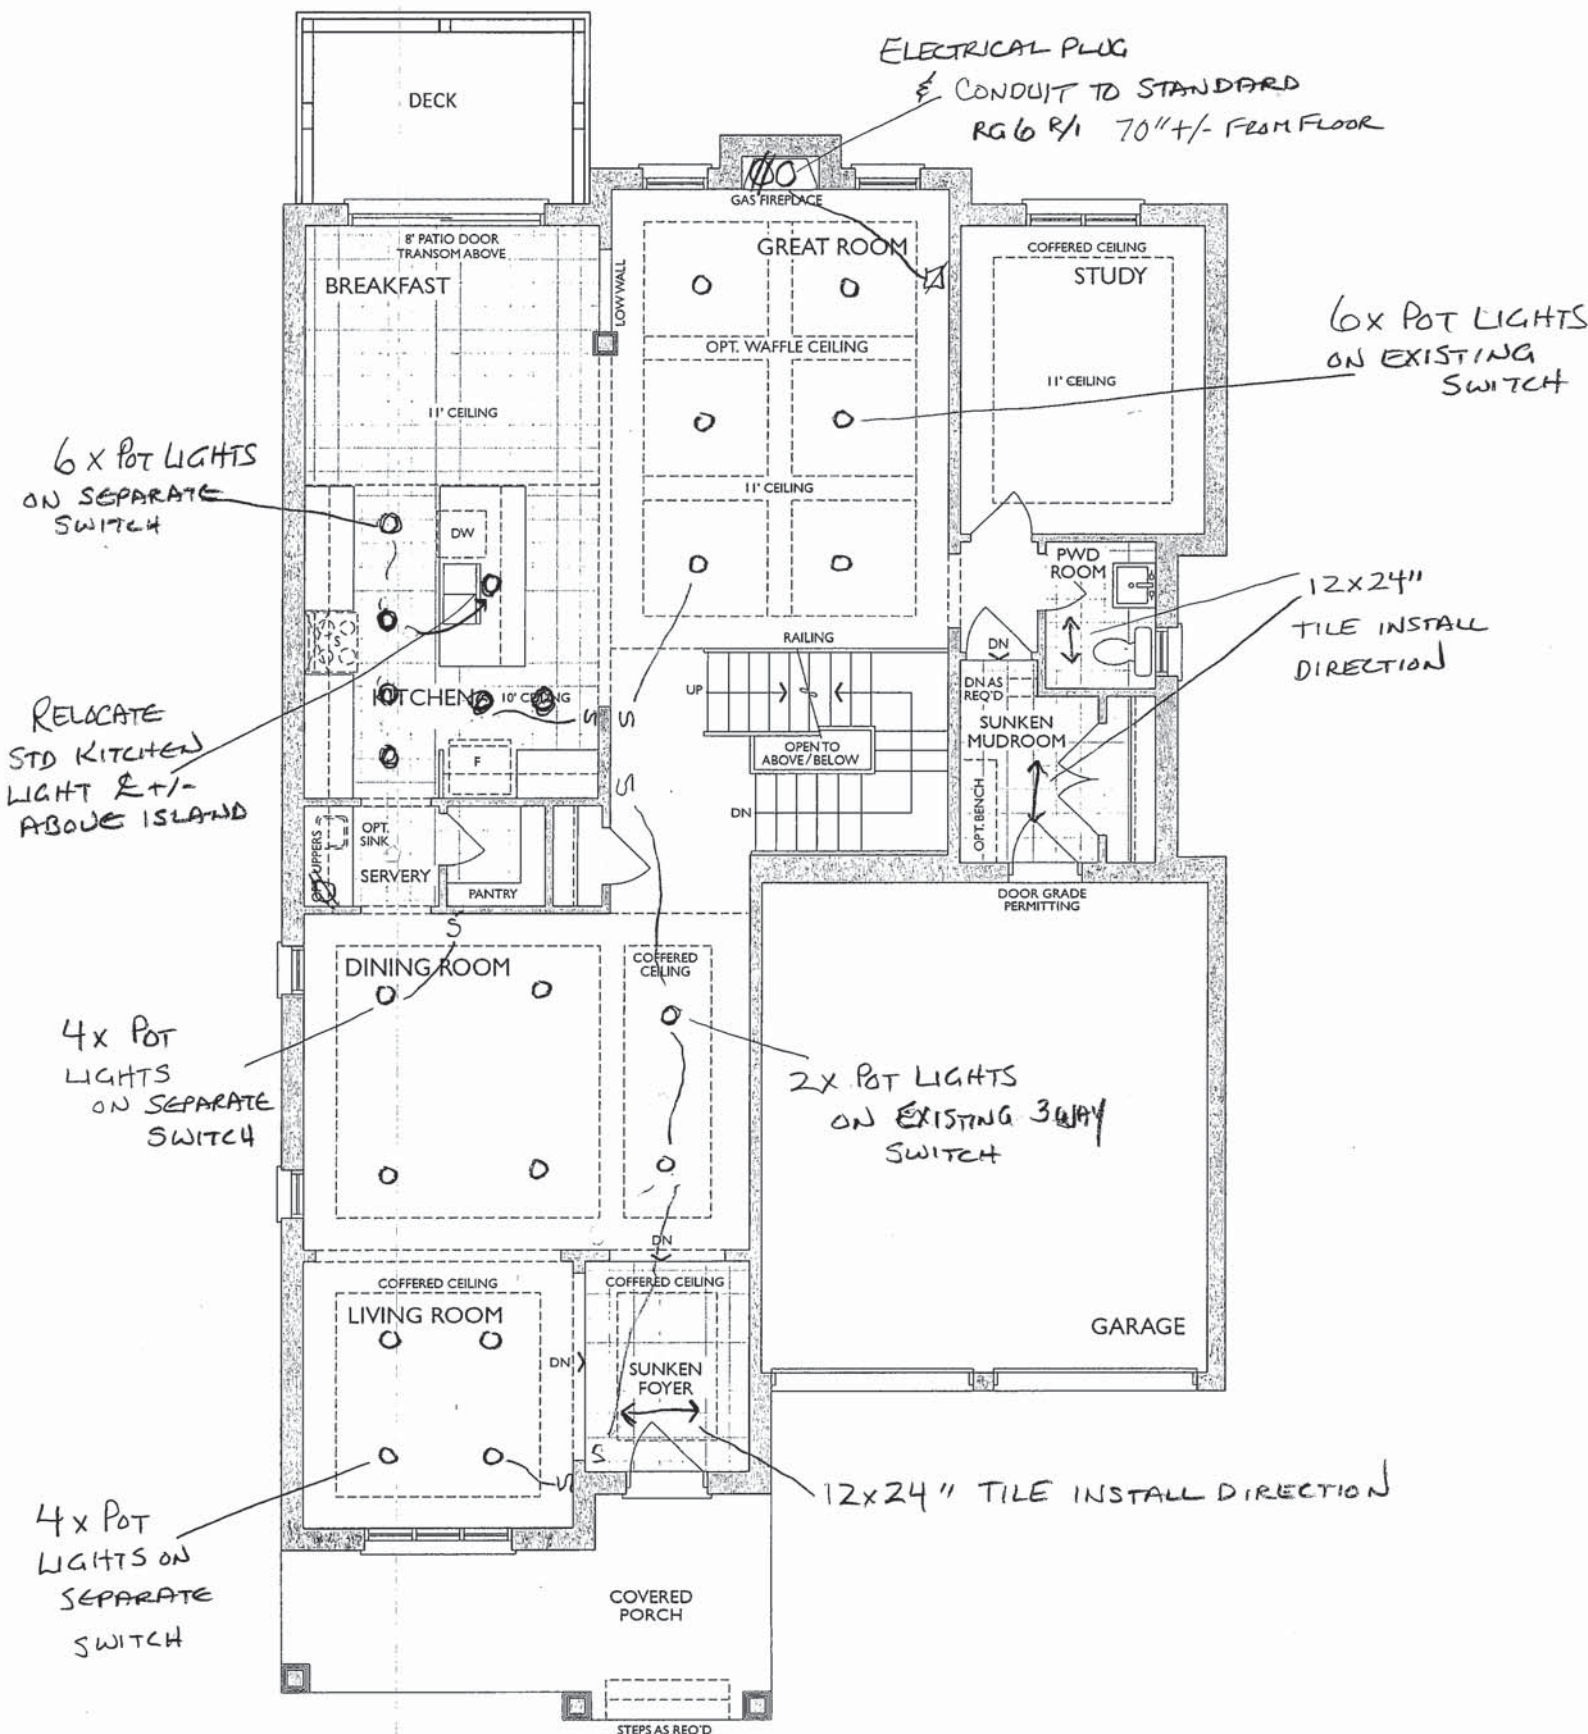 ELECTRICAL PLUG
& CONDUIT TO STANDARD
RG6 R/I 70"+/- FROM FLOOR
DECK
GAS FIREPLACE
8' PATIO DOOR
TRANSOM ABOVE
BREAKFAST
LOW WALL
GREAT ROOM
COFFERED CEILING
STUDY
6x POT LIGHTS
ON EXISTING
SWITCH
OPT. WAFFLE CEILING
11' CEILING
11' CEILING
6 x POT LIGHTS
ON SEPARATE
SWITCH
11' CEILING
DW
PWD
ROOM
12x24"
TILE INSTALL
DIRECTION
S
RAILING
DN
UP
DN AS
REQ'D
KITCHEN
10' CEILING
S
S
SUNKEN
MUDROOM
RELOCATE
STD KITCHEN
LIGHT ℄ +/-
ABOVE ISLAND
F
OPEN TO
ABOVE/BELOW
S
DN
OPT. BENCH
OPT. UPPERS
OPT.
SINK
SERVERY
PANTRY
DOOR GRADE
PERMITTING
S
DINING ROOM
COFFERED
CEILING
4x POT
LIGHTS
ON SEPARATE
SWITCH
2x POT LIGHTS
ON EXISTING 3WAY
SWITCH
DN
COFFERED CEILING
COFFERED CEILING
LIVING ROOM
GARAGE
DN
SUNKEN
FOYER
S
S
12x24" TILE INSTALL DIRECTION
4x POT
LIGHTS ON
SEPARATE
SWITCH
COVERED
PORCH
STEPS AS REQ'D